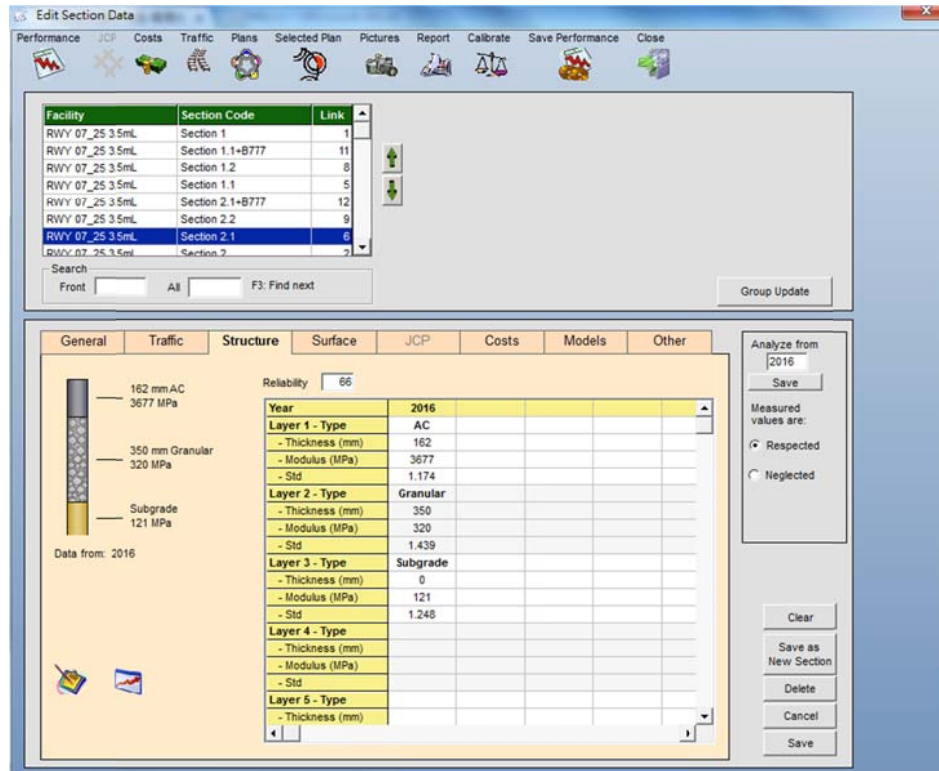 Edit Section Data
Performance JCP Costs Traffic Plans Selected Plan Pictures Report Calibrate Save Performance Close
Facility Section Code Link
RWY 07_25 3.5mL Section 1 1
RWY 07_25 3.5mL Section 1.1+B777 11
RWY 07_25 3.5mL Section 1.2 8
RWY 07_25 3.5mL Section 1.1 5
RWY 07_25 3.5mL Section 2.1+B777 12
RWY 07_25 3.5mL Section 2.2 9
RWY 07_25 3.5mL Section 2.1 6
RWY 07_25 3.5mL Section 2 2
Search
Front All F3: Find next
Group Update
General Traffic Structure Surface JCP Costs Models Other
162 mm AC
3677 MPa
350 mm Granular
320 MPa
Subgrade
121 MPa
Data from: 2016
Reliability 66
Year 2016
Layer 1 - Type AC
- Thickness (mm) 162
- Modulus (MPa) 3677
- Std 1.174
Layer 2 - Type Granular
- Thickness (mm) 350
- Modulus (MPa) 320
- Std 1.439
Layer 3 - Type Subgrade
- Thickness (mm) 0
- Modulus (MPa) 121
- Std 1.248
Layer 4 - Type
- Thickness (mm)
- Modulus (MPa)
- Std
Layer 5 - Type
- Thickness (mm)
Analyze from
2016
Save
Measured
values are:
Respected
Neglected
Clear
Save as
New Section
Delete
Cancel
Save